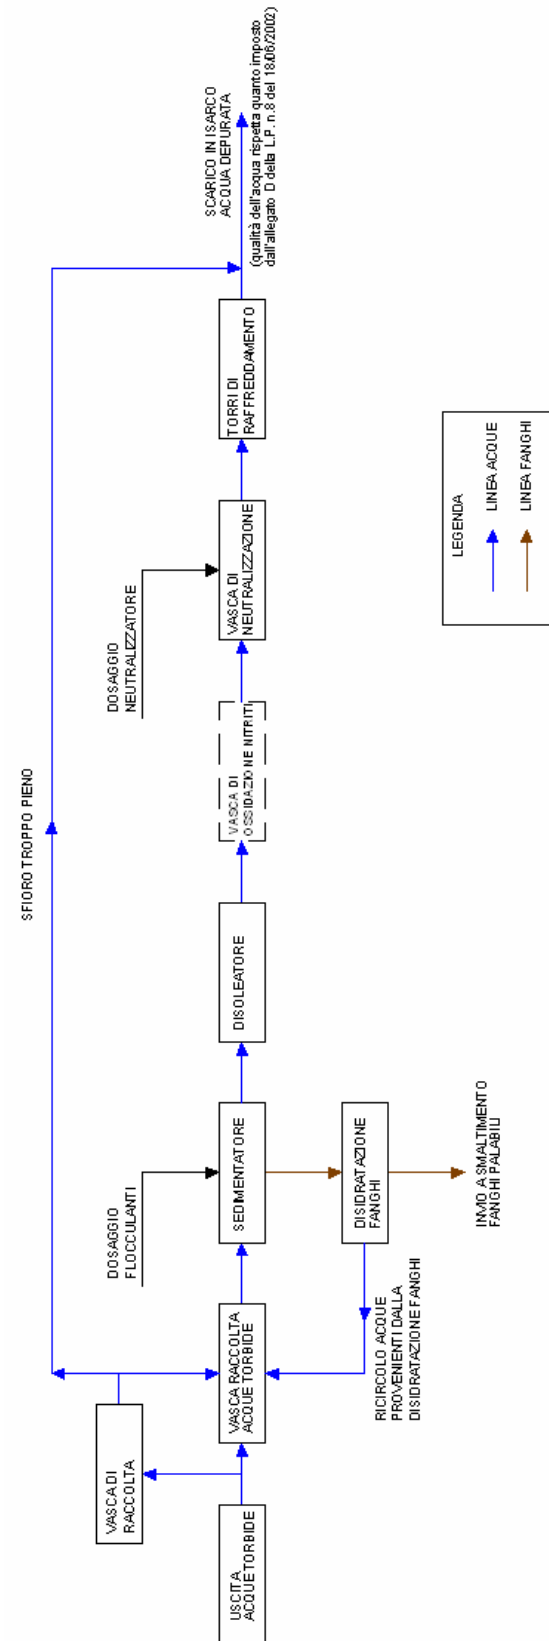 USCITA
ACQUE TORBIDE
VASCA DI
RACCOLTA
VASCA RACCOLTA
ACQUE TORBIDE
RICIRCOLO ACQUE
PROVENIENTI DALLA
DISIDRATAZIONE FANGHI
DOSAGGIO
FLOCCULANTI
SEDIMENTATORE
DISIDRATAZIONE
FANGHI
INVIO A SMALTIMENTO
FANGHI PALABILI
DISOLEATORE
SFIORO TROPPO PIENO
VASCA DI
OSSIDAZIONE NITRITI
DOSAGGIO
NEUTRALIZZATORE
VASCA DI
NEUTRALIZZAZIONE
TORRI DI
RAFFREDDAMENTO
SCARICO IN ISARCO
ACQUA DEPURATA
(qualità dell'acqua rispetta quanto imposto
dall'allegato D della L.P. n.8 del 18/06/2002)
LEGENDA
LINEA ACQUE
LINEA FANGHI